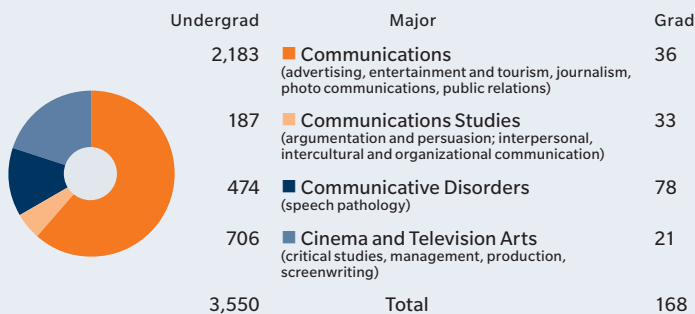 Undergrad Major Grad
2,183 Communications 36
(advertising, entertainment and tourism, journalism,
photo communications, public relations)
187 Communications Studies 33
(argumentation and persuasion; interpersonal,
intercultural and organizational communication)
474 Communicative Disorders 78
(speech pathology)
706 Cinema and Television Arts 21
(critical studies, management, production,
screenwriting)
3,550 Total 168